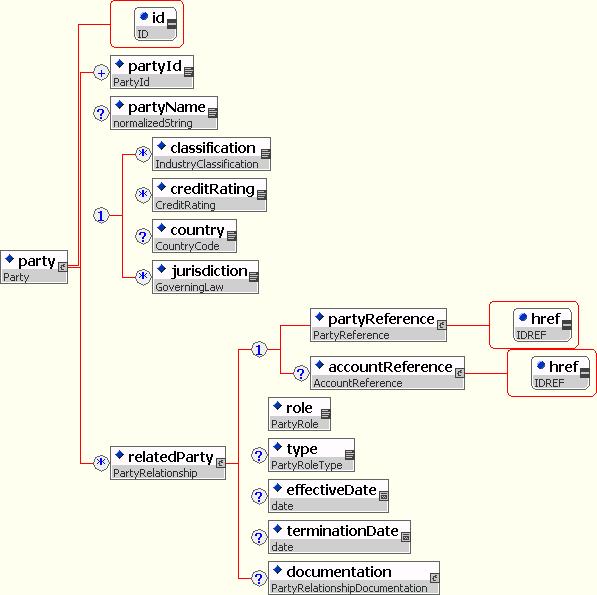 id
ID
+
partyId
PartyId
?
partyName
normalizedString
1
*
classification
IndustryClassification
*
creditRating
CreditRating
?
country
CountryCode
*
jurisdiction
GoverningLaw
party
Party
*
relatedParty
PartyRelationship
1
partyReference
PartyReference
href
IDREF
?
accountReference
AccountReference
href
IDREF
role
PartyRole
?
type
PartyRoleType
?
effectiveDate
date
?
terminationDate
date
?
documentation
PartyRelationshipDocumentation